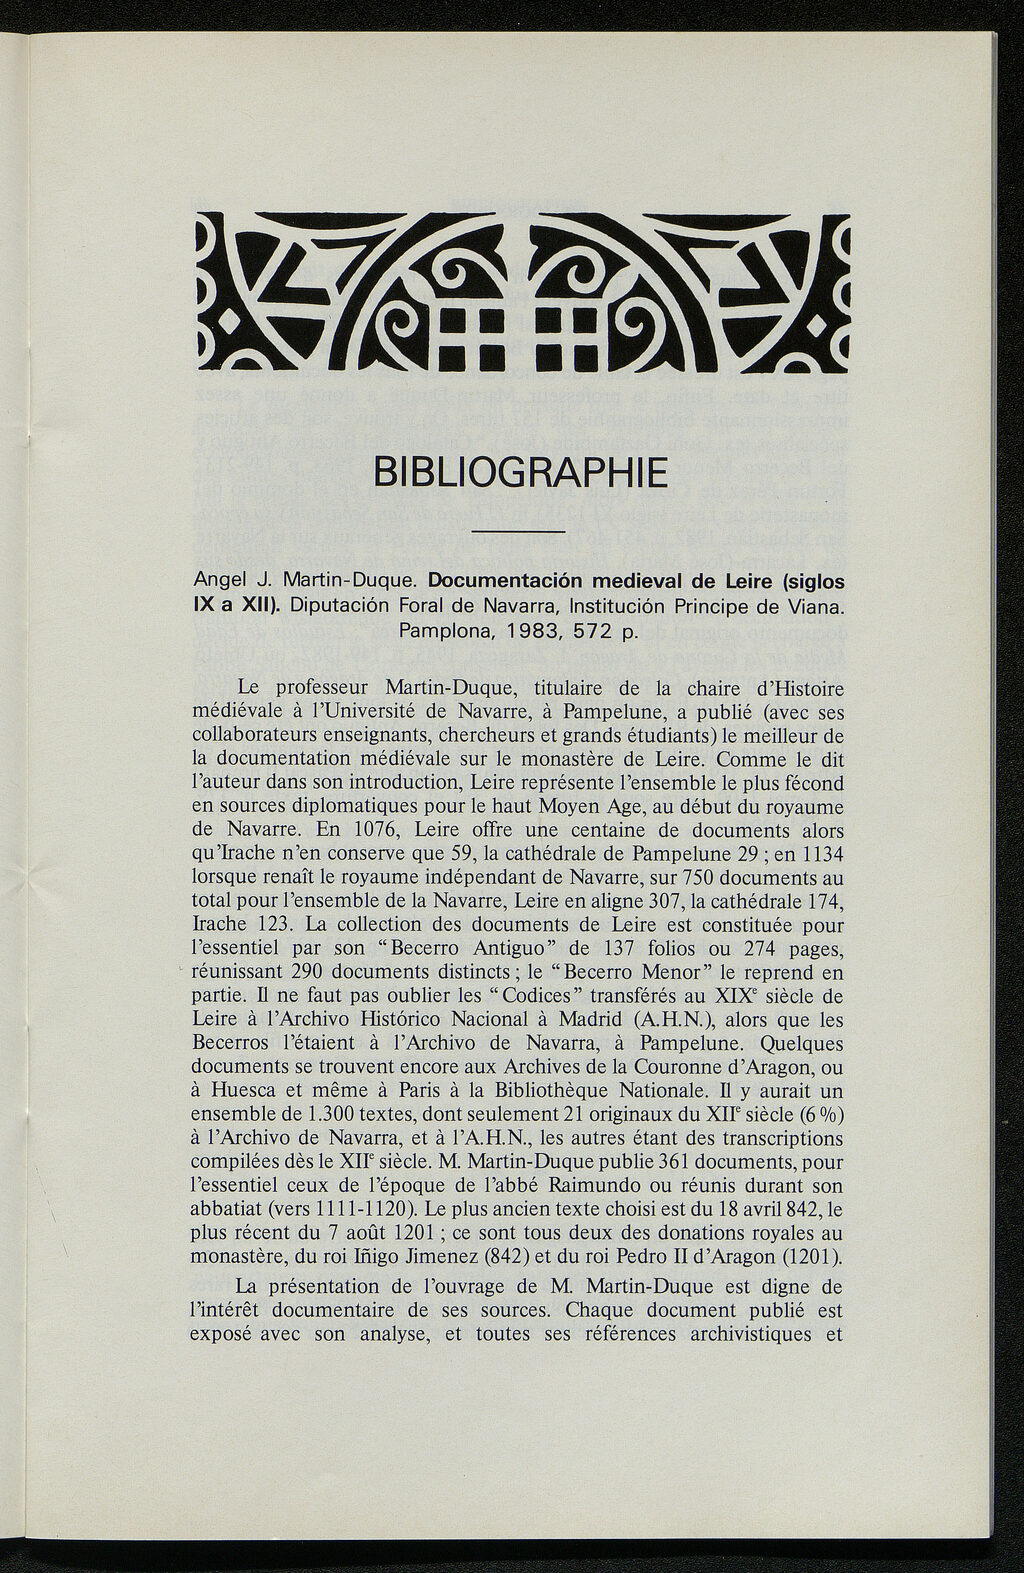 BIBLIOGRAPHIE
Angel J. Martin-Duque. Documentación medieval de Leire (siglos
IX a XII). Diputación Foral de Navarra, Institución Principe de Viana.
Pamplona, 1983, 572 p.
Le professeur Martin-Duque, titulaire de la chaire d'Histoire
médiévale à l'Université de Navarre, à Pampelune, a publié (avec ses
collaborateurs enseignants, chercheurs et grands étudiants) le meilleur de
la documentation médiévale sur le monastère de Leire. Comme le dit
l'auteur dans son introduction, Leire représente l'ensemble le plus fécond
en sources diplomatiques pour le haut Moyen Age, au début du royaume
de Navarre. En 1076, Leire offre une centaine de documents alors
qu'Irache n'en conserve que 59, la cathédrale de Pampelune 29 ; en 1134
lorsque renaît le royaume indépendant de Navarre, sur 750 documents au
total pour l'ensemble de la Navarre, Leire en aligne 307, la cathédrale 174,
Irache 123. La collection des documents de Leire est constituée pour
l'essentiel par son “Becerro Antiguo” de 137 folios ou 274 pages,
réunissant 290 documents distincts ; le “Becerro Menor” le reprend en
partie. Il ne faut pas oublier les “Codices” transférés au XIXe siècle de
Leire à l'Archivo Histórico Nacional à Madrid (A.H.N.), alors que les
Becerros l'étaient à l'Archivo de Navarra, à Pampelune. Quelques
documents se trouvent encore aux Archives de la Couronne d'Aragon, ou
à Huesca et même à Paris à la Bibliothèque Nationale. Il y aurait un
ensemble de 1.300 textes, dont seulement 21 originaux du XIIe siècle (6 %)
à l'Archivo de Navarra, et à l'A.H.N., les autres étant des transcriptions
compilées dès le XIIe siècle. M. Martin-Duque publie 361 documents, pour
l'essentiel ceux de l'époque de l'abbé Raimundo ou réunis durant son
abbatiat (vers 1111-1120). Le plus ancien texte choisi est du 18 avril 842, le
plus récent du 7 août 1201 ; ce sont tous deux des donations royales au
monastère, du roi Iñigo Jimenez (842) et du roi Pedro II d'Aragon (1201).
La présentation de l'ouvrage de M. Martin-Duque est digne de
l'intérêt documentaire de ses sources. Chaque document publié est
exposé avec son analyse, et toutes ses références archivistiques et